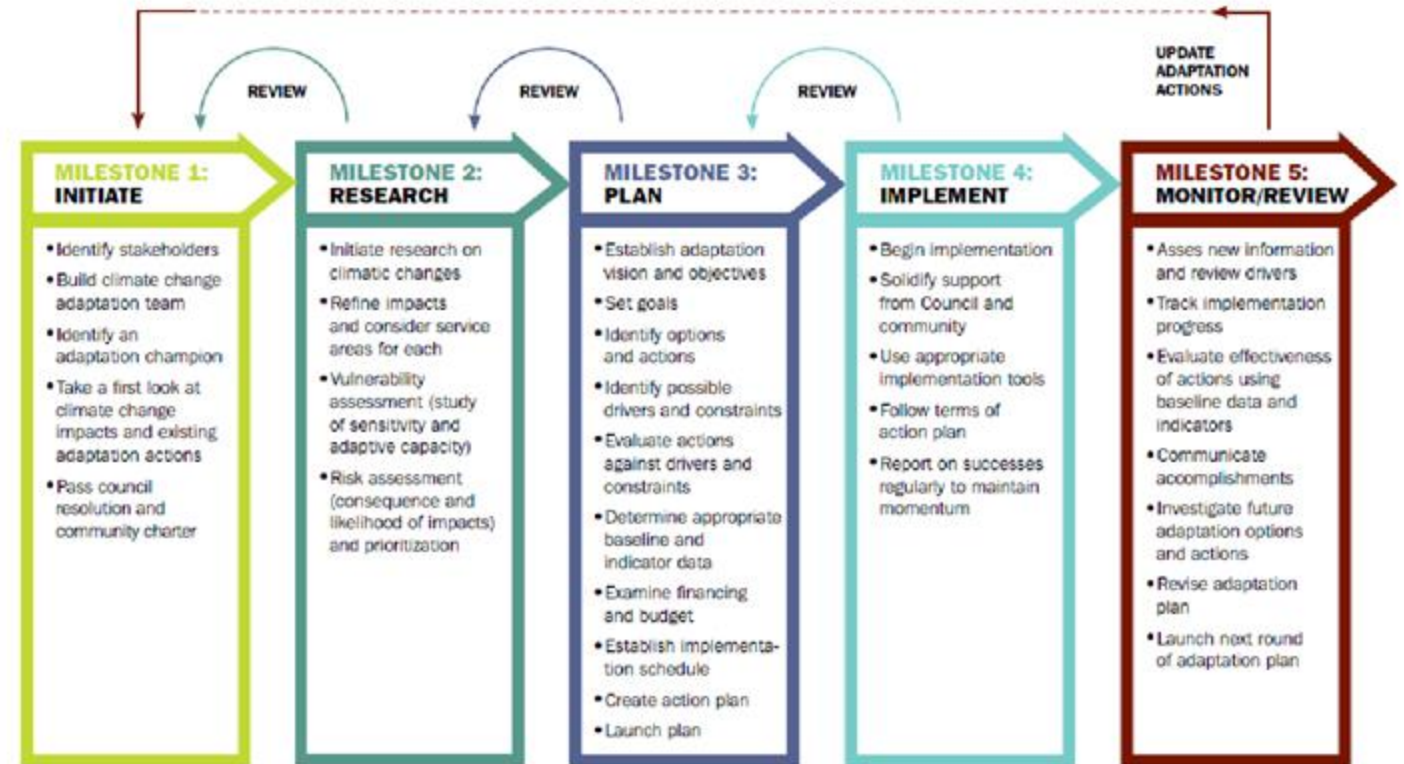 UPDATE
ADAPTATION
ACTIONS
REVIEW
REVIEW
REVIEW
MILESTONE 1:
INITIATE
• Identify stakeholders
• Build climate change
adaptation team
• Identify an
adaptation champion
• Take a first look at
climate change
impacts and existing
adaptation actions
• Pass council
resolution and
community charter
MILESTONE 2:
RESEARCH
• Initiate research on
climatic changes
• Refine impacts
and consider service
areas for each
• Vulnerability
assessment (study
of sensitivity and
adaptive capacity)
• Risk assessment
(consequence and
likelihood of impacts)
and prioritization
MILESTONE 3:
PLAN
• Establish adaptation
vision and objectives
• Set goals
• Identify options
and actions
• Identify possible
drivers and constraints
• Evaluate actions
against drivers and
constraints
• Determine appropriate
baseline and
indicator data
• Examine financing
and budget
• Establish implementa-
tion schedule
• Create action plan
• Launch plan
MILESTONE 4:
IMPLEMENT
• Begin implementation
• Solidify support
from Council and
community
• Use appropriate
implementation tools
• Follow terms of
action plan
• Report on successes
regularly to maintain
momentum
MILESTONE 5:
MONITOR/REVIEW
• Asses new information
and review drivers
• Track implementation
progress
• Evaluate effectiveness
of actions using
baseline data and
indicators
• Communicate
accomplishments
• Investigate future
adaptation options
and actions
• Revise adaptation
plan
• Launch next round
of adaptation plan